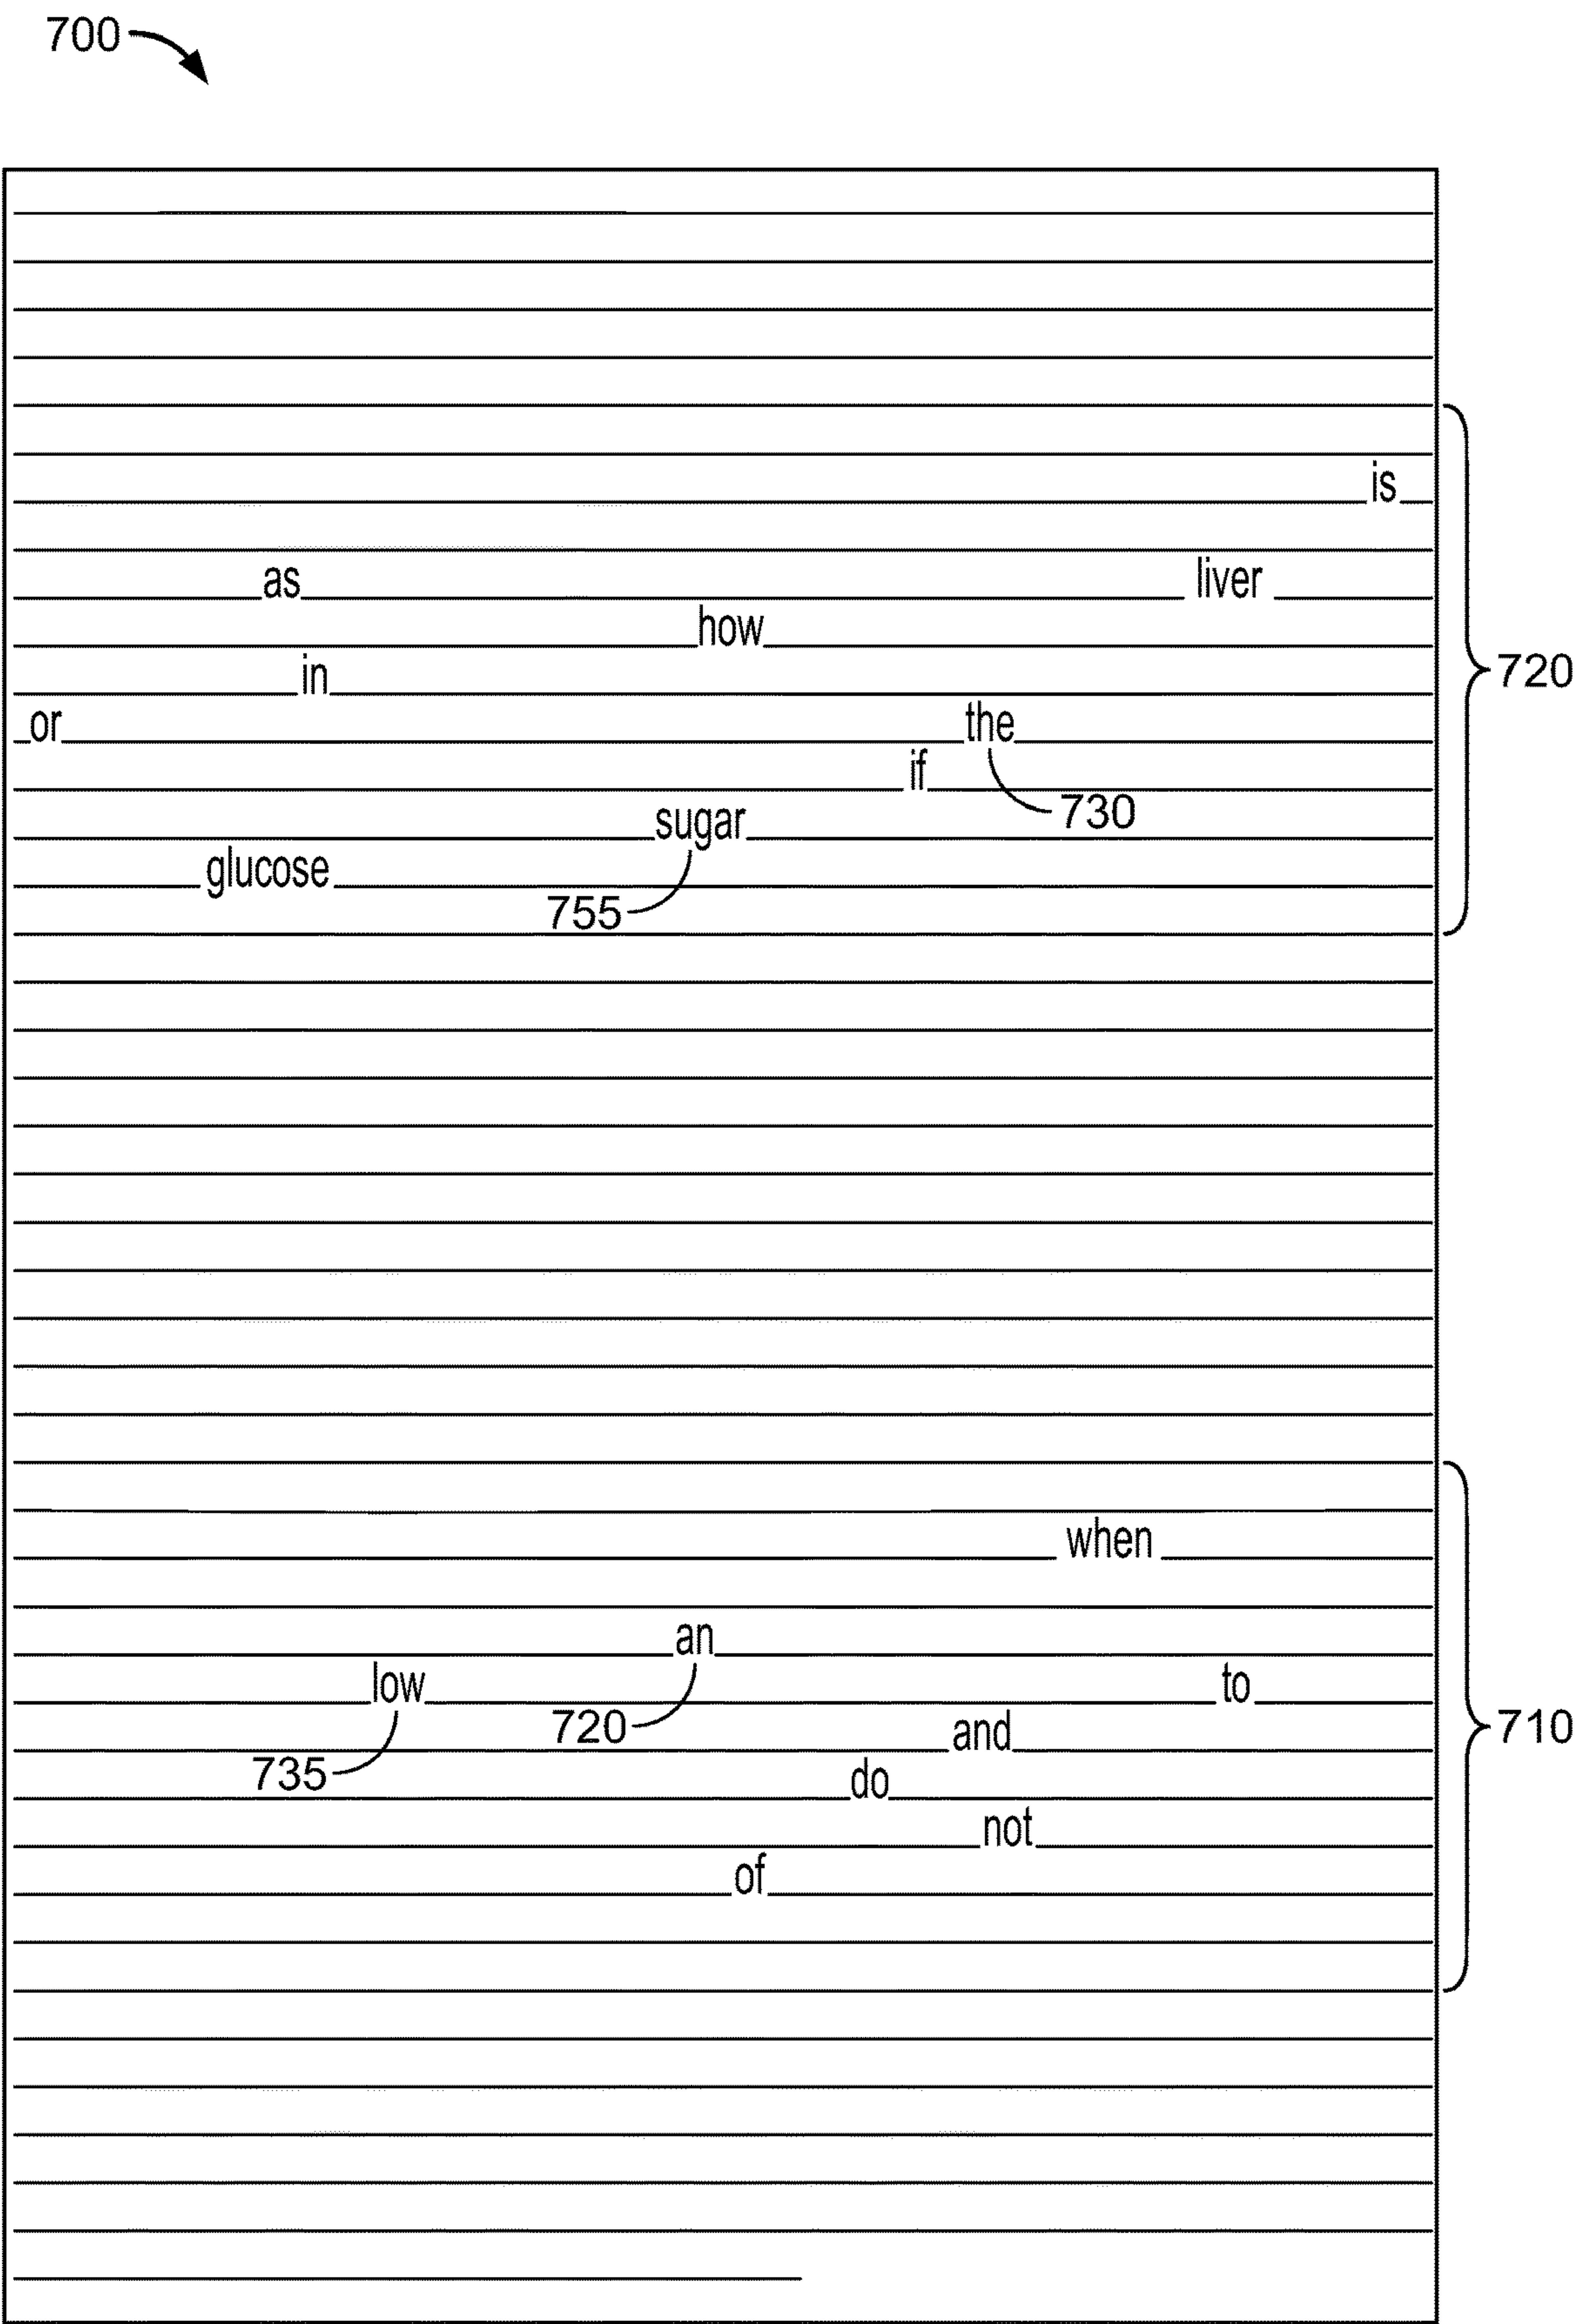 700
is
as liver
how
in 720
or the
if
730
sugar
glucose
755
when
an
low to
720 and 710
735 do
not
of